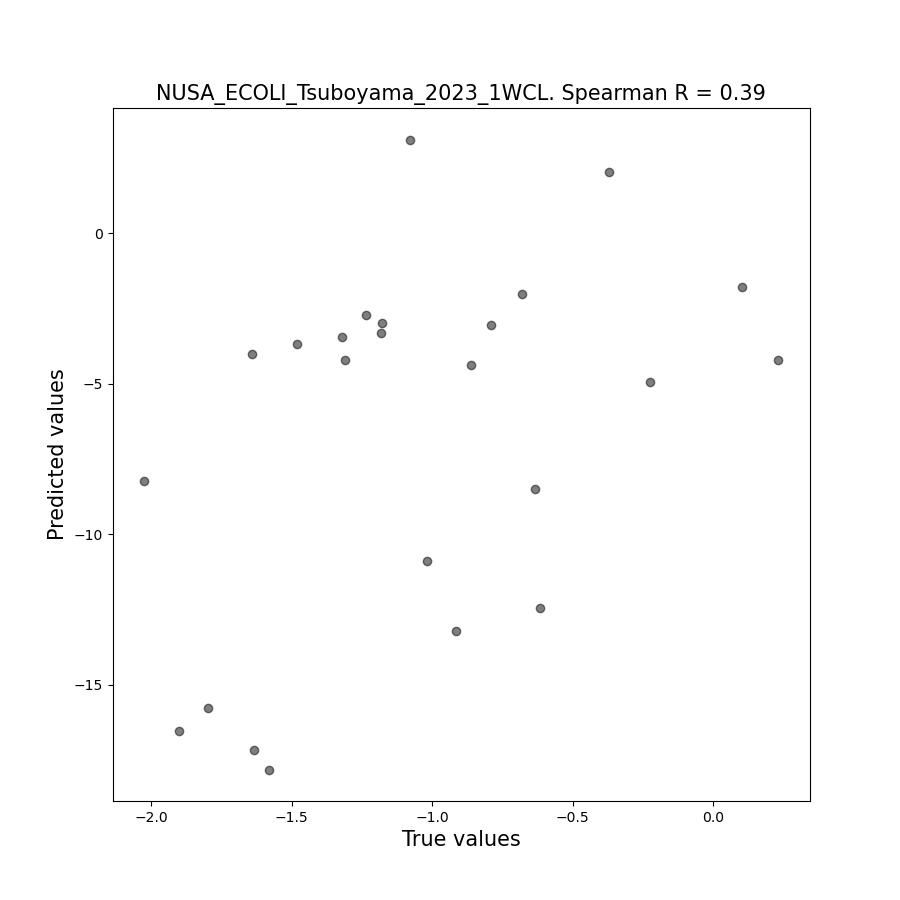 NUSA_ECOLI_Tsuboyama_2023_1WCL. Spearman R = 0.39
0
−5
−10
−15
Predicted values
−2.0 −1.5 −1.0 −0.5 0.0
True values